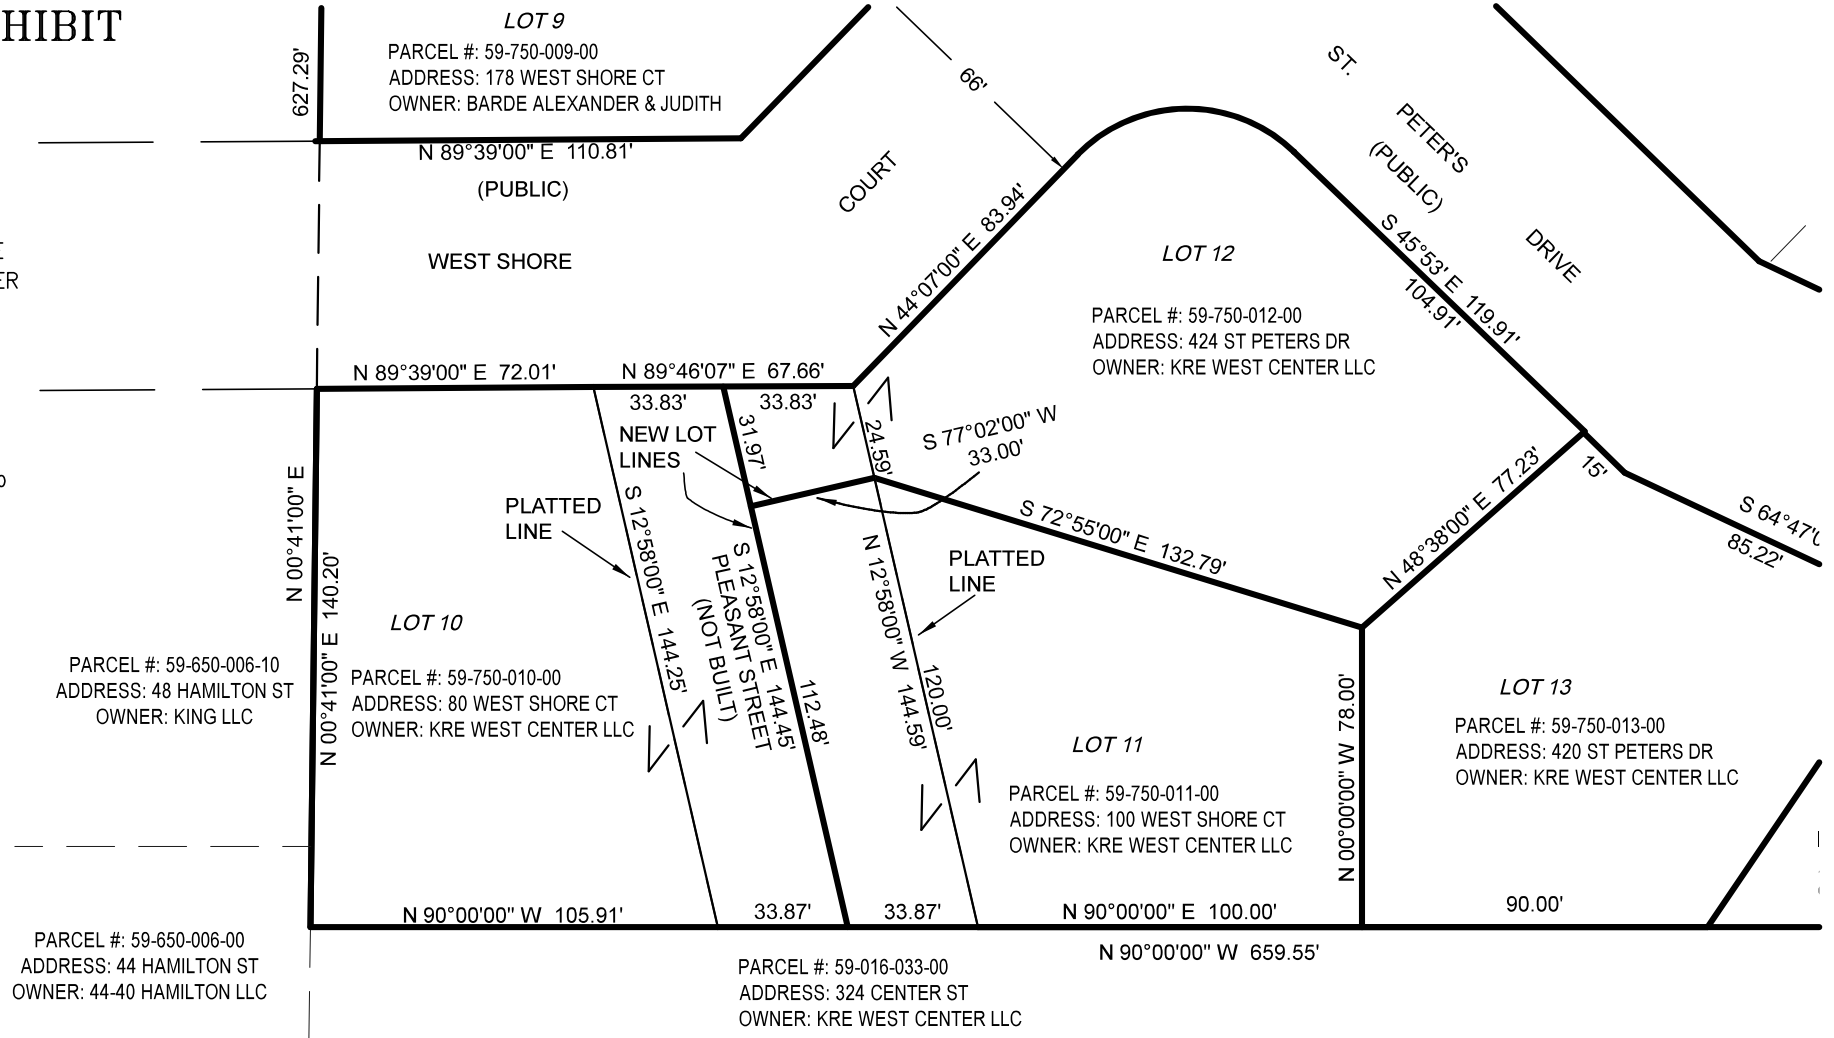 HIBIT
LOT 9
PARCEL #: 59-750-009-00
ADDRESS: 178 WEST SHORE CT
OWNER: BARDE ALEXANDER & JUDITH
627.29'
N 89°39'00" E 110.81'
(PUBLIC)
WEST SHORE
COURT
66'
ST.
PETER'S
(PUBLIC)
DRIVE
ER
N 44°07'00" E 83.94'
S 45°53' E 119.91'
104.91'
LOT 12
PARCEL #: 59-750-012-00
ADDRESS: 424 ST PETERS DR
OWNER: KRE WEST CENTER LLC
N 89°39'00" E 72.01'
N 89°46'07" E 67.66'
33.83'
33.83'
NEW LOT
LINES
31.97'
24.59'
S 77°02'00" W
33.00'
PLATTED
LINE
S 72°55'00" E 132.79'
N 48°38'00" E 77.23'
15'
S 64°47'0
85.22'
N 00°41'00" E
N 00°41'00" E 140.20'
S 12°58'00" E 144.25'
S 12°58'00" E 144.45'
PLEASANT STREET
(NOT BUILT)
112.48'
N 12°58'00" W 144.59'
120.00'
PLATTED
LINE
LOT 10
PARCEL #: 59-750-010-00
ADDRESS: 80 WEST SHORE CT
OWNER: KRE WEST CENTER LLC
PARCEL #: 59-650-006-10
ADDRESS: 48 HAMILTON ST
OWNER: KING LLC
LOT 11
PARCEL #: 59-750-011-00
ADDRESS: 100 WEST SHORE CT
OWNER: KRE WEST CENTER LLC
N 00°00'00" W 78.00'
LOT 13
PARCEL #: 59-750-013-00
ADDRESS: 420 ST PETERS DR
OWNER: KRE WEST CENTER LLC
N 90°00'00" W 105.91'
33.87'
33.87'
N 90°00'00" E 100.00'
90.00'
N 90°00'00" W 659.55'
PARCEL #: 59-650-006-00
ADDRESS: 44 HAMILTON ST
OWNER: 44-40 HAMILTON LLC
PARCEL #: 59-016-033-00
ADDRESS: 324 CENTER ST
OWNER: KRE WEST CENTER LLC